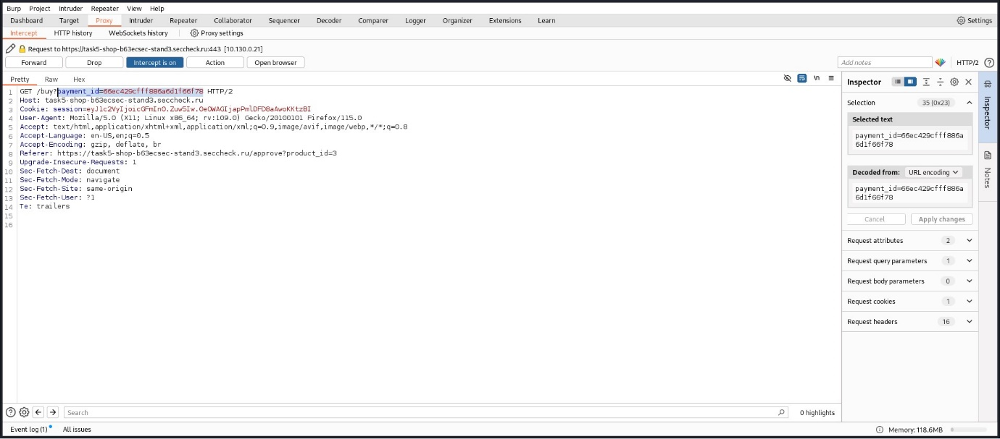 Burp Project Intruder Repeater View Help
Dashboard Target Proxy Intruder Repeater Collaborator Sequencer Decoder Comparer Logger Organizer Extensions Learn Settings
Intercept HTTP history WebSockets history Proxy settings
Request to https://task5-shop-b63ecsec-stand3.seccheck.ru:443 [10.130.0.21]
Forward Drop Intercept is on Action Open browser Add notes HTTP/2
Pretty Raw Hex \n
1 GET /buy?payment_id=66ec429cfff886a6d1f66f78 HTTP/2
2 Host: task5-shop-b63ecsec-stand3.seccheck.ru
3 Cookie: session=eyJ1c2VyIjoicGFmIn0.Zuw5Iw.OeOWAGIjapPmlDFD8aAwoKKtzBI
4 User-Agent: Mozilla/5.0 (X11; Linux x86_64; rv:109.0) Gecko/20100101 Firefox/115.0
5 Accept: text/html,application/xhtml+xml,application/xml;q=0.9,image/avif,image/webp,*/*;q=0.8
6 Accept-Language: en-US,en;q=0.5
7 Accept-Encoding: gzip, deflate, br
8 Referer: https://task5-shop-b63ecsec-stand3.seccheck.ru/approve?product_id=3
9 Upgrade-Insecure-Requests: 1
10 Sec-Fetch-Dest: document
11 Sec-Fetch-Mode: navigate
12 Sec-Fetch-Site: same-origin
13 Sec-Fetch-User: ?1
14 Te: trailers
15
16
Inspector
Selection 35 (0x23)
Selected text
payment_id=66ec429cfff886a
6d1f66f78
Decoded from: URL encoding
payment_id=66ec429cfff886a
6d1f66f78
Cancel Apply changes
Request attributes 2
Request query parameters 1
Request body parameters 0
Request cookies 1
Request headers 16
Inspector
Notes
Search 0 highlights
Event log (1) All issues Memory: 118.6MB